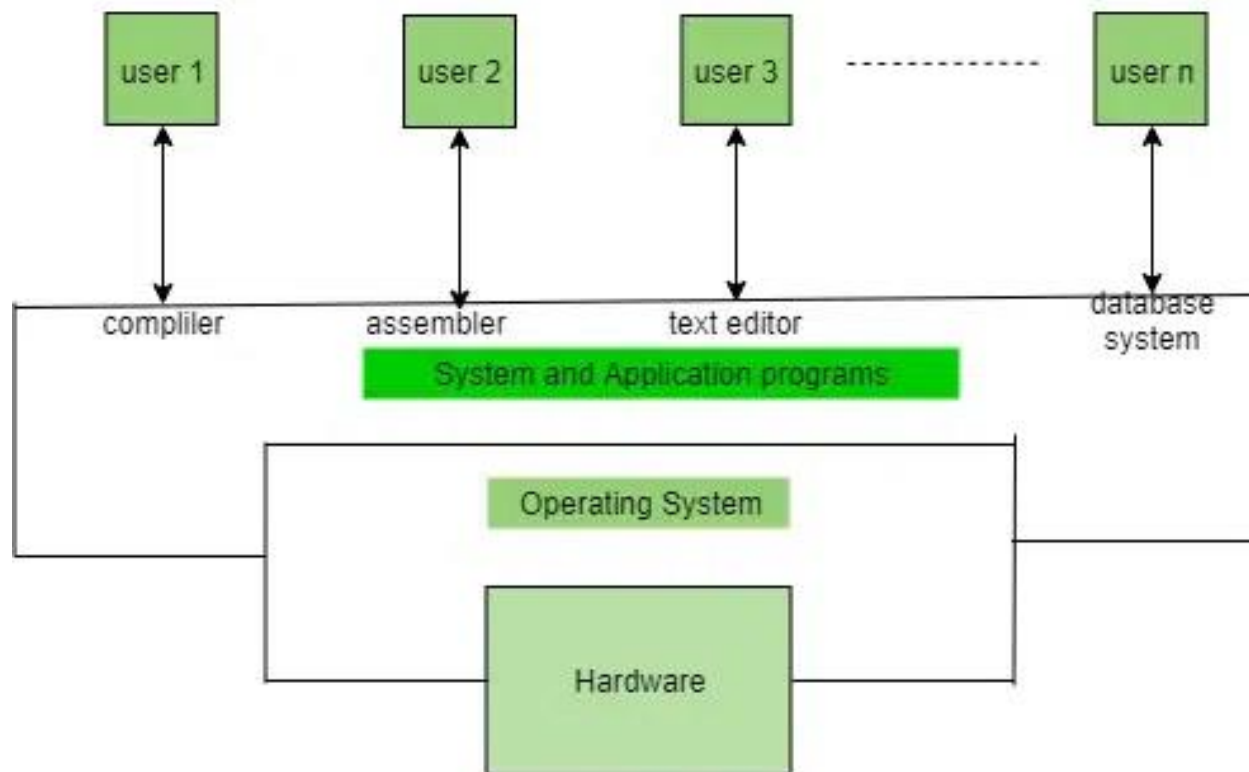 user 1
user 2
user 3
user n
compliler
assembler
text editor
database
system
System and Application programs
Operating System
Hardware